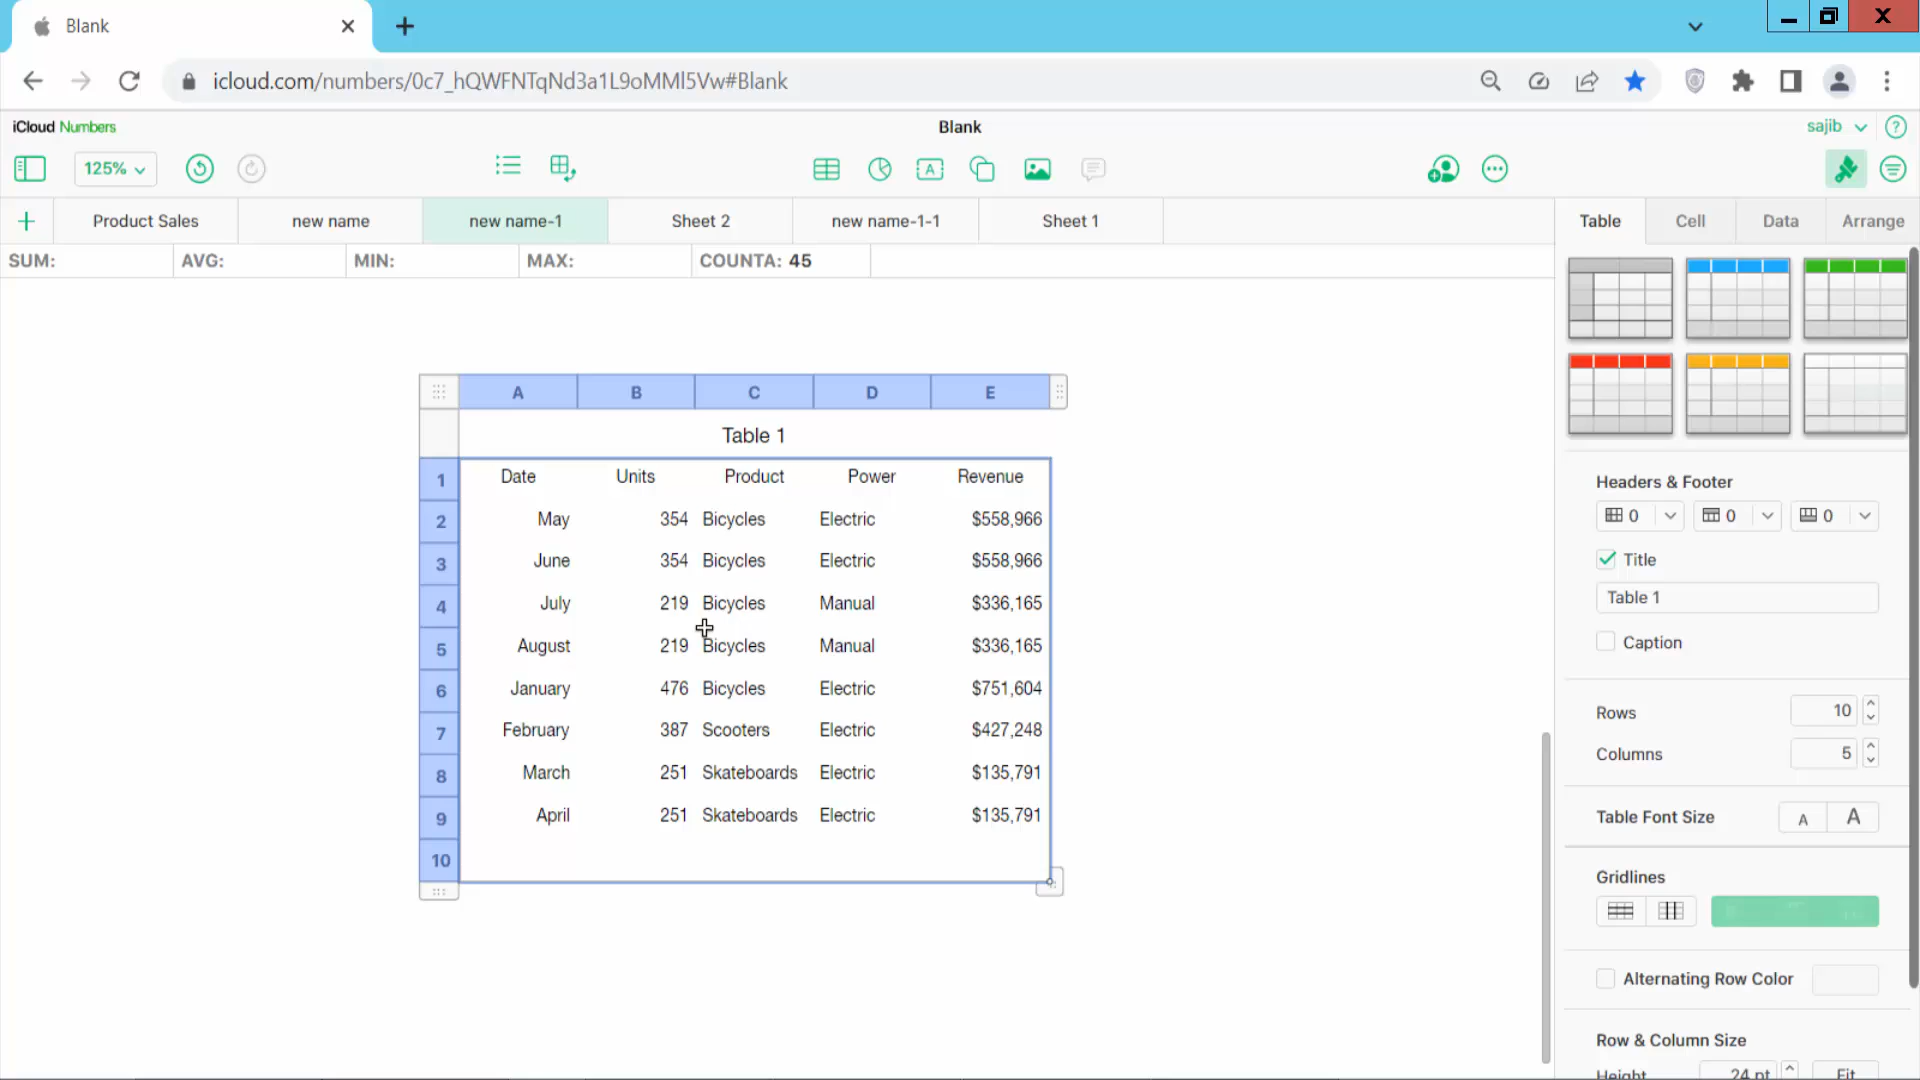 Blank
icloud.com/numbers/0c7_hQWFNTqNd3a1L9oMMl5Vw#Blank
iCloud Numbers
Blank
sajib
125%
Product Sales new name new name-1 Sheet 2 new name-1-1 Sheet 1
SUM: AVG: MIN: MAX: COUNTA: 45
Table Cell Data Arrange
A B C D E
Table 1
1 Date Units Product Power Revenue
2 May 354 Bicycles Electric $558,966
3 June 354 Bicycles Electric $558,966
4 July 219 Bicycles Manual $336,165
5 August 219 Bicycles Manual $336,165
6 January 476 Bicycles Electric $751,604
7 February 387 Scooters Electric $427,248
8 March 251 Skateboards Electric $135,791
9 April 251 Skateboards Electric $135,791
10
Headers & Footer
0 0 0
Title
Table 1
Caption
Rows 10
Columns 5
Table Font Size A A
Gridlines
Alternating Row Color
Row & Column Size
Height 24 pt Fit